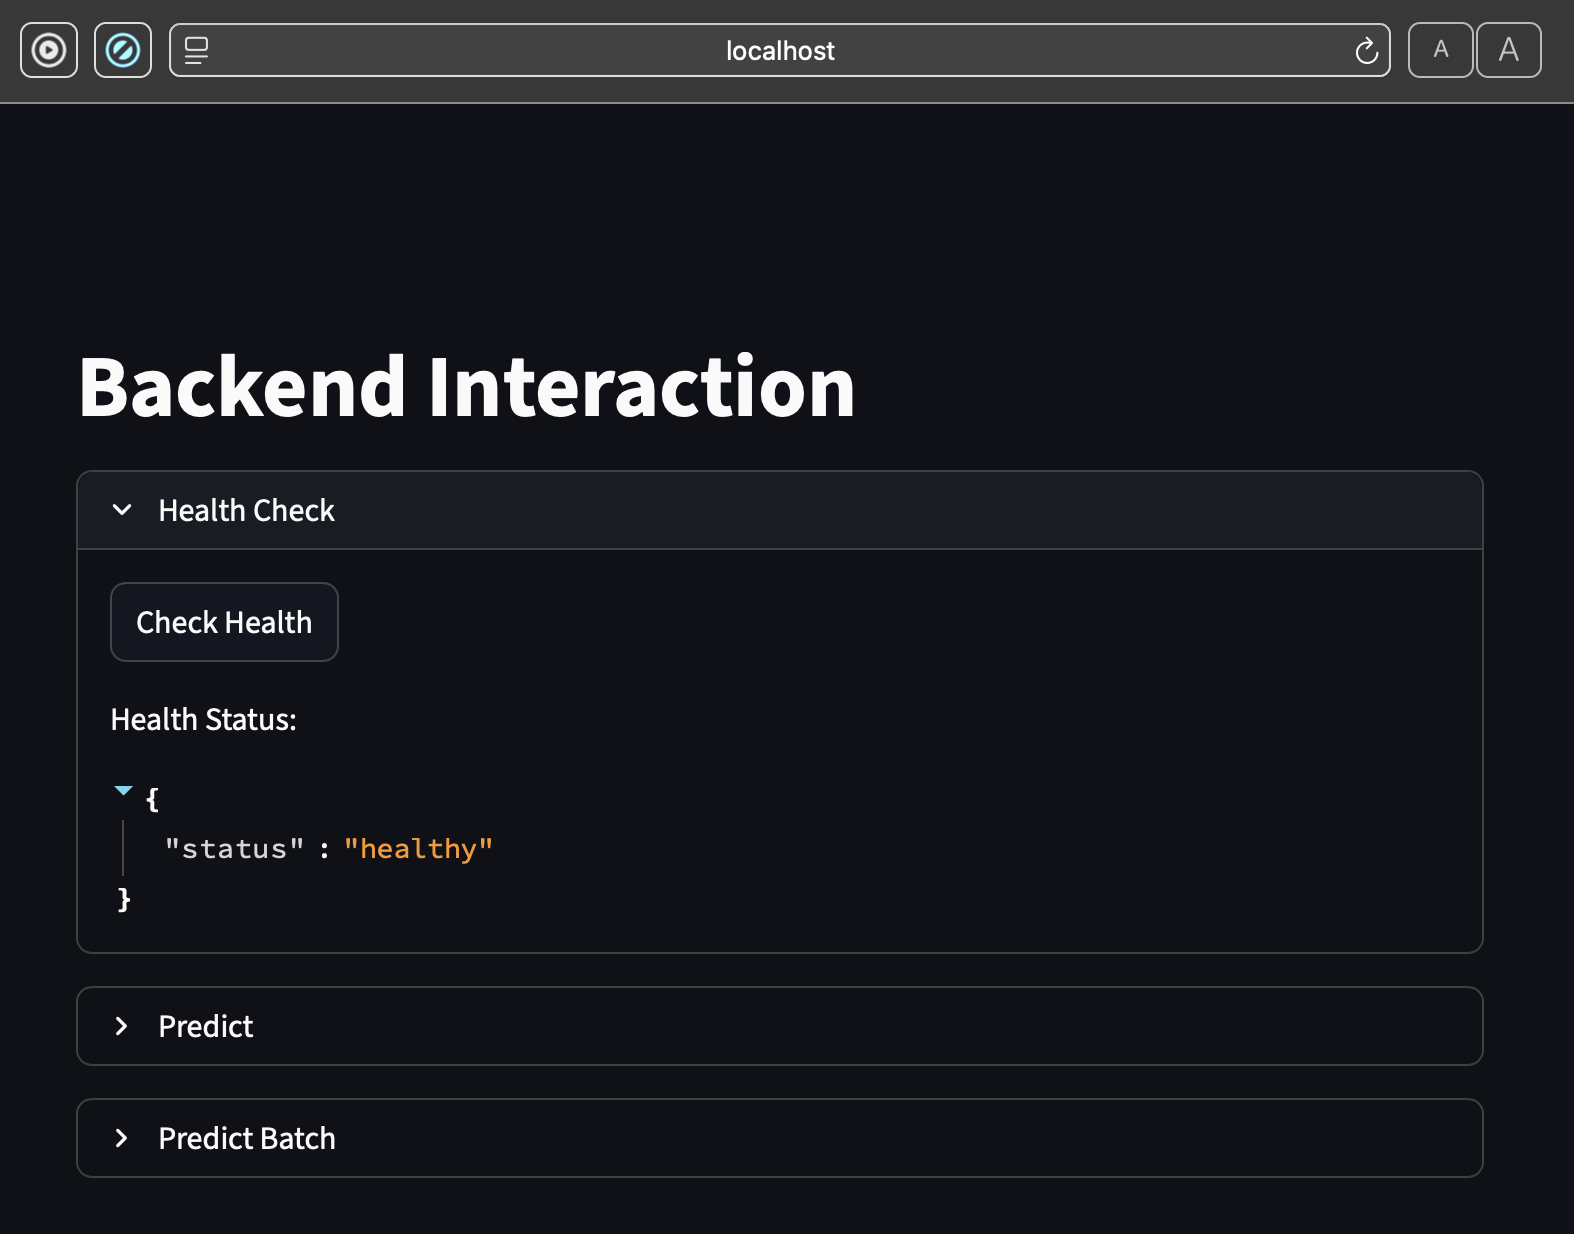 localhost
A A
Backend Interaction
Health Check
Check Health
Health Status:
{
"status" : "healthy"
}
Predict
Predict Batch